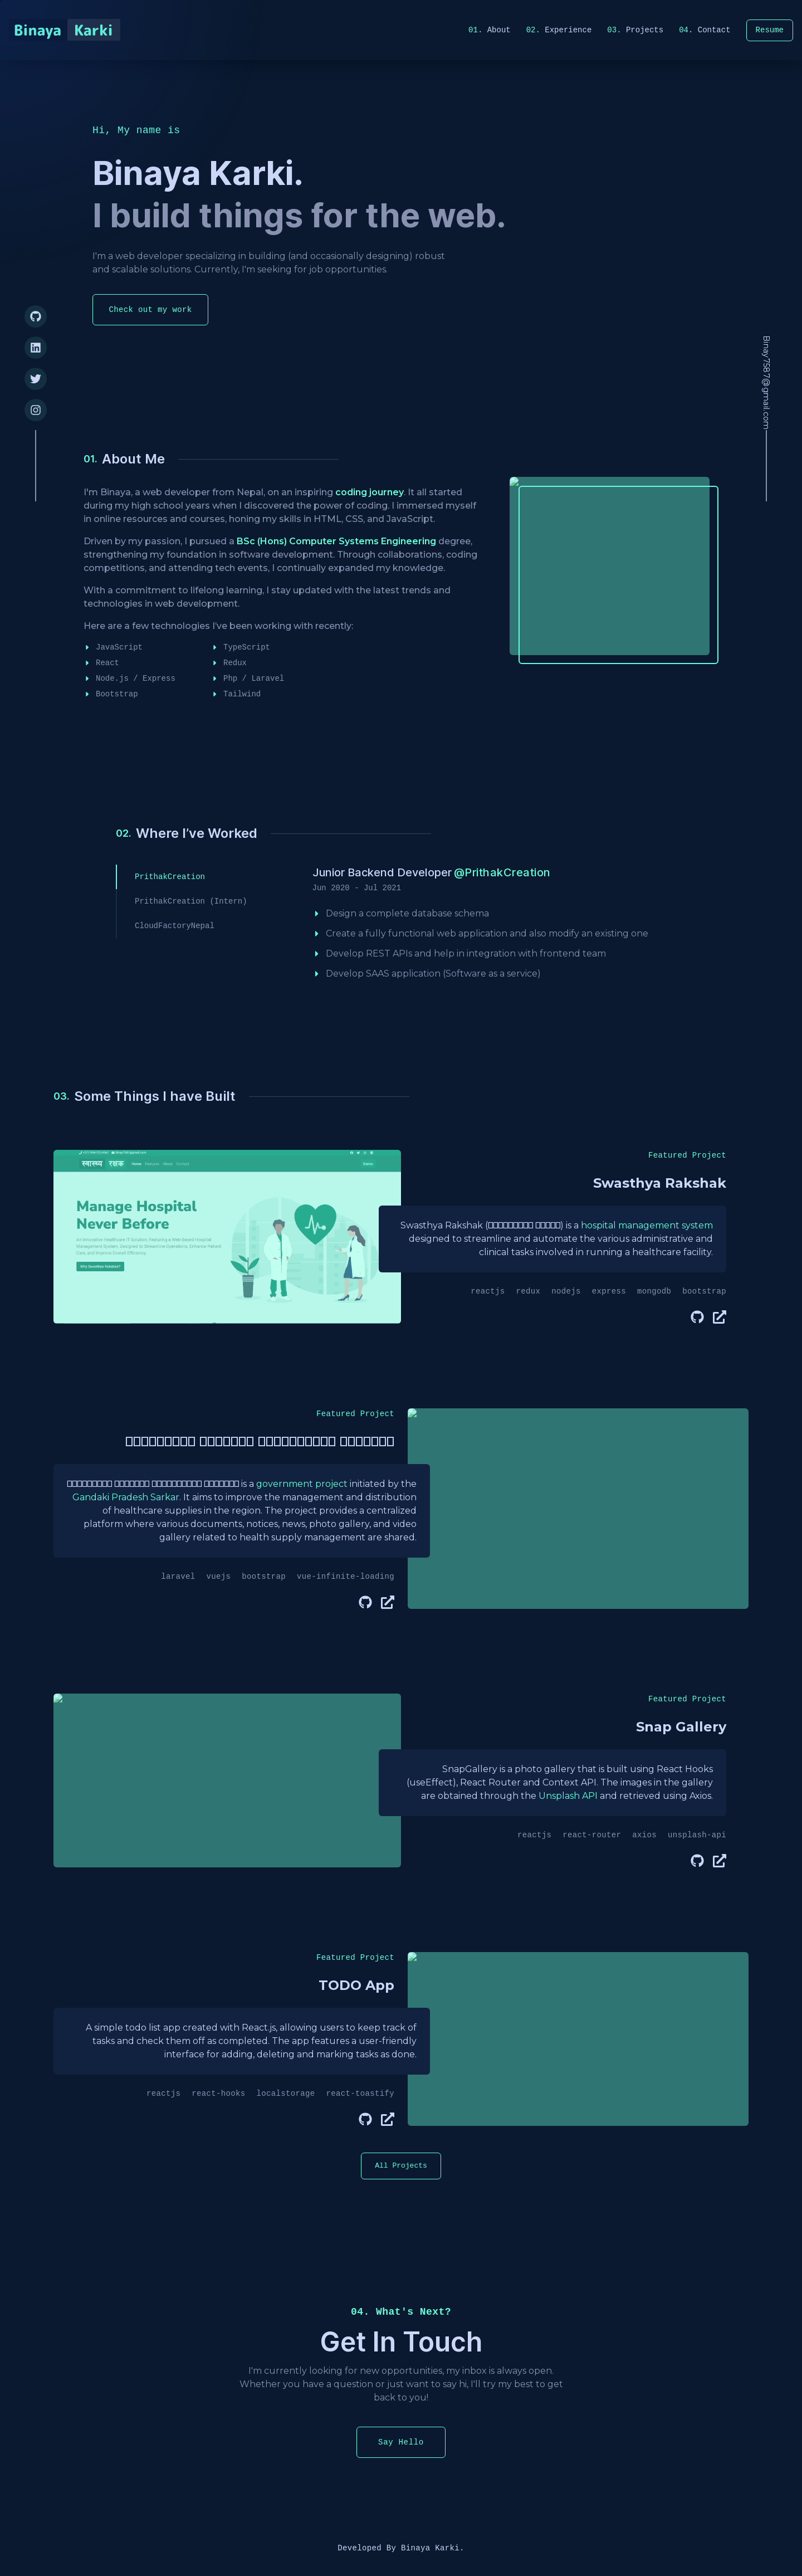 Binaya Karki
01. About 02. Experience 03. Projects 04. Contact Resume
Hi, My name is
Binaya Karki.
I build things for the web.
I'm a web developer specializing in building (and occasionally designing) robust
and scalable solutions. Currently, I'm seeking for job opportunities.
Check out my work
Binay7587@gmail.com
01. About Me
I'm Binaya, a web developer from Nepal, on an inspiring coding journey. It all started
during my high school years when I discovered the power of coding. I immersed myself
in online resources and courses, honing my skills in HTML, CSS, and JavaScript.
Driven by my passion, I pursued a BSc (Hons) Computer Systems Engineering degree,
strengthening my foundation in software development. Through collaborations, coding
competitions, and attending tech events, I continually expanded my knowledge.
With a commitment to lifelong learning, I stay updated with the latest trends and
technologies in web development.
Here are a few technologies I've been working with recently:
JavaScript TypeScript
React Redux
Node.js / Express Php / Laravel
Bootstrap Tailwind
02. Where I've Worked
PrithakCreation
PrithakCreation (Intern)
CloudFactoryNepal
Junior Backend Developer @PrithakCreation
Jun 2020 - Jul 2021
Design a complete database schema
Create a fully functional web application and also modify an existing one
Develop REST APIs and help in integration with frontend team
Develop SAAS application (Software as a service)
03. Some Things I have Built
स्वास्थ्य रक्षक
Manage Hospital
Never Before
Featured Project
Swasthya Rakshak
Swasthya Rakshak () is a hospital management system
designed to streamline and automate the various administrative and
clinical tasks involved in running a healthcare facility.
reactjs redux nodejs express mongodb bootstrap
Featured Project
is a government project initiated by the
Gandaki Pradesh Sarkar. It aims to improve the management and distribution
of healthcare supplies in the region. The project provides a centralized
platform where various documents, notices, news, photo gallery, and video
gallery related to health supply management are shared.
laravel vuejs bootstrap vue-infinite-loading
Featured Project
Snap Gallery
SnapGallery is a photo gallery that is built using React Hooks
(useEffect), React Router and Context API. The images in the gallery
are obtained through the Unsplash API and retrieved using Axios.
reactjs react-router axios unsplash-api
Featured Project
TODO App
A simple todo list app created with React.js, allowing users to keep track of
tasks and check them off as completed. The app features a user-friendly
interface for adding, deleting and marking tasks as done.
reactjs react-hooks localstorage react-toastify
All Projects
04. What's Next?
Get In Touch
I'm currently looking for new opportunities, my inbox is always open.
Whether you have a question or just want to say hi, I'll try my best to get
back to you!
Say Hello
Developed By Binaya Karki.